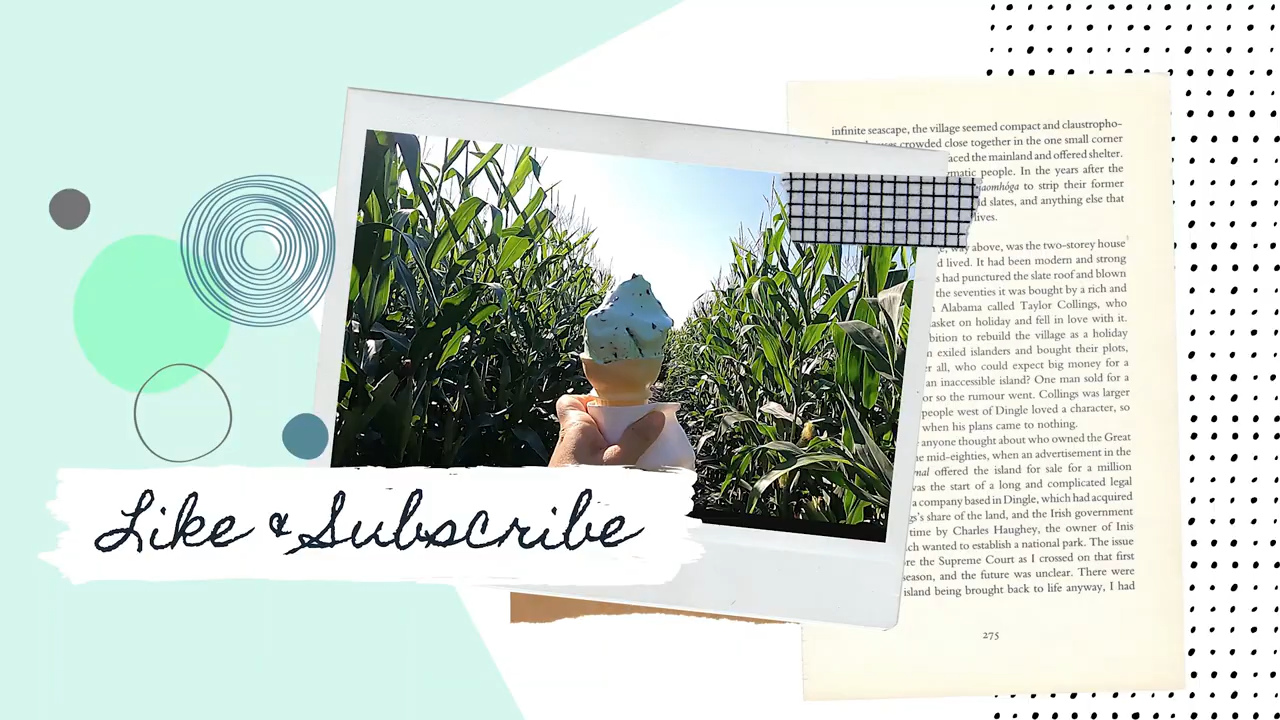 Like & Subscribe
infinite seascape, the village seemed compact and claustropho-
crowded close together in the one small corner
the mainland and offered shelter.
people. In the years after the
to strip their former
slates, and anything else that
lives.
way above, was the two-storey house
lived. It had been modern and strong
had punctured the slate roof and blown
the seventies it was bought by a rich and
Alabama called Taylor Collings, who
on holiday and fell in love with it.
to rebuild the village as a holiday
exiled islanders and bought their plots,
all, who could expect big money for a
an inaccessible island? One man sold for a
or so the rumour went. Collings was larger
people west of Dingle loved a character, so
when his plans came to nothing.
anyone thought about who owned the Great
mid-eighties, when an advertisement in the
offered the island for sale for a million
was the start of a long and complicated legal
a company based in Dingle, which had acquired
share of the land, and the Irish government
time by Charles Haughey, the owner of Inis
wanted to establish a national park. The issue
the Supreme Court as I crossed on that first
season, and the future was unclear. There were
island being brought back to life anyway, I had
275